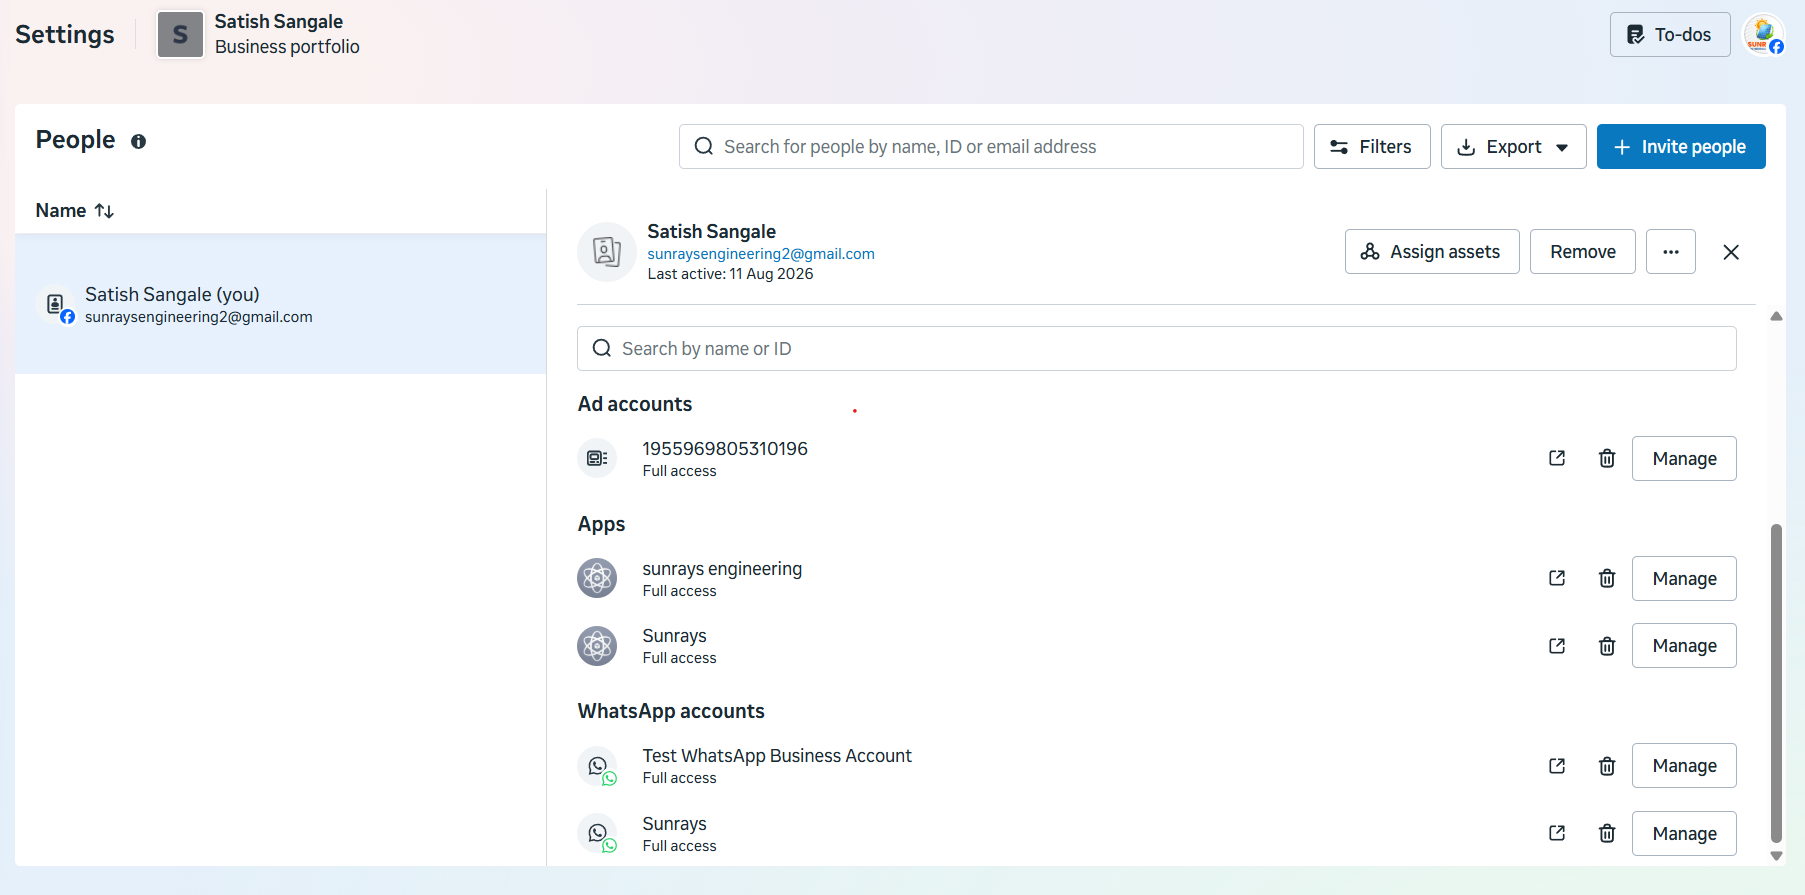 Settings
S
Satish Sangale
Business portfolio
To-dos
SUNR
People
Search for people by name, ID or email address
Filters
Export
Invite people
Name
Satish Sangale (you)
sunraysengineering2@gmail.com
Satish Sangale
sunraysengineering2@gmail.com
Last active: 11 Aug 2026
Assign assets
Remove
Search by name or ID
Ad accounts
1955969805310196
Full access
Manage
Apps
sunrays engineering
Full access
Manage
Sunrays
Full access
Manage
WhatsApp accounts
Test WhatsApp Business Account
Full access
Manage
Sunrays
Full access
Manage